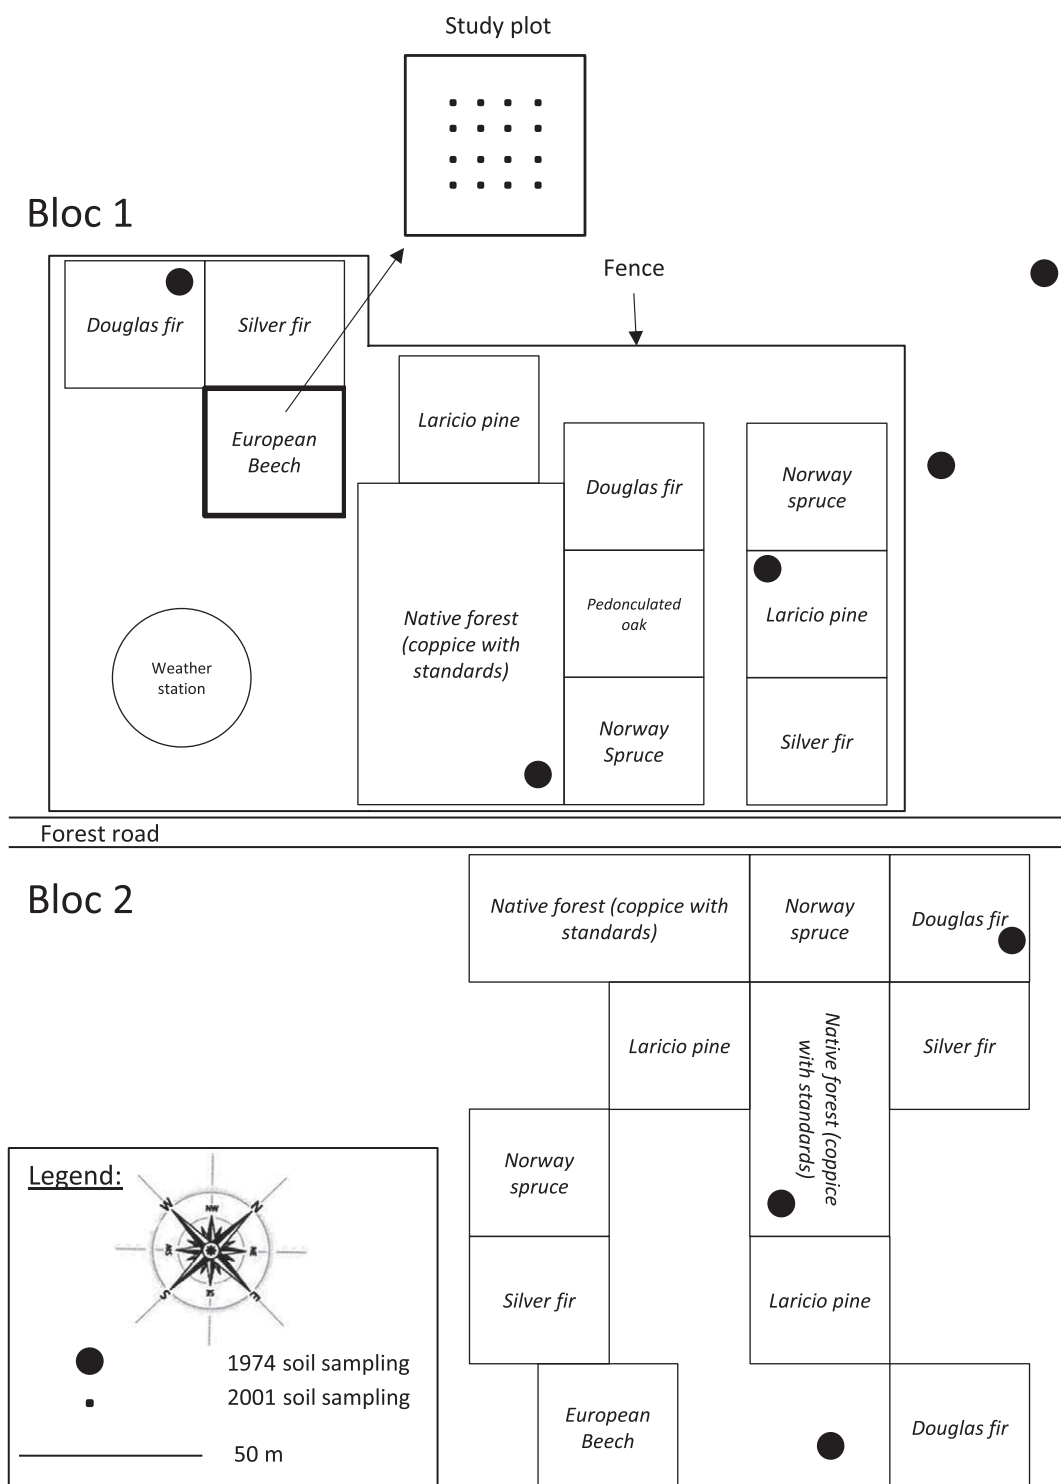 Study plot
Bloc 1
Fence
Douglas fir
Silver fir
European
Beech
Laricio pine
Douglas fir
Norway
spruce
Native forest
(coppice with
standards)
Pedonculated
oak
Laricio pine
Weather
station
Norway
Spruce
Silver fir
Forest road
Bloc 2
Native forest (coppice with
standards)
Norway
spruce
Douglas fir
Laricio pine
Native forest (coppice
with standards)
Silver fir
Norway
spruce
Silver fir
Laricio pine
European
Beech
Douglas fir
Legend:
W
NW
N
S
SE
E
1974 soil sampling
2001 soil sampling
50 m